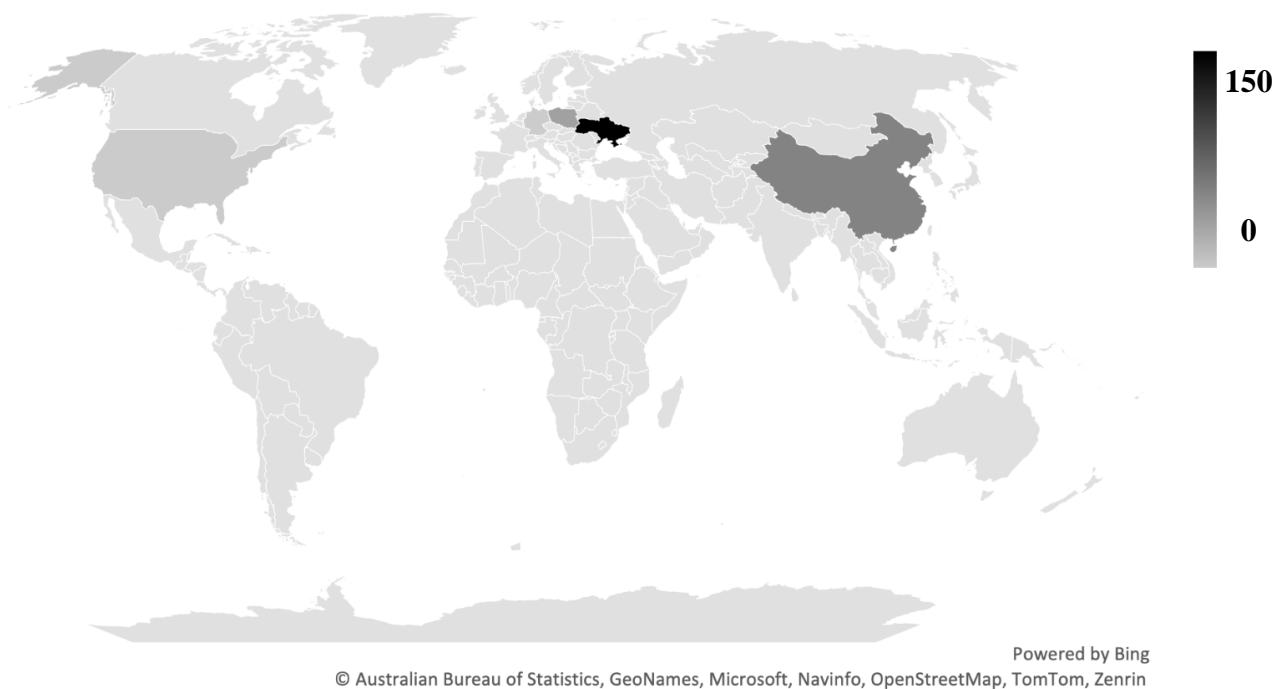 150
0
Powered by Bing
© Australian Bureau of Statistics, GeoNames, Microsoft, Navinfo, OpenStreetMap, TomTom, Zenrin